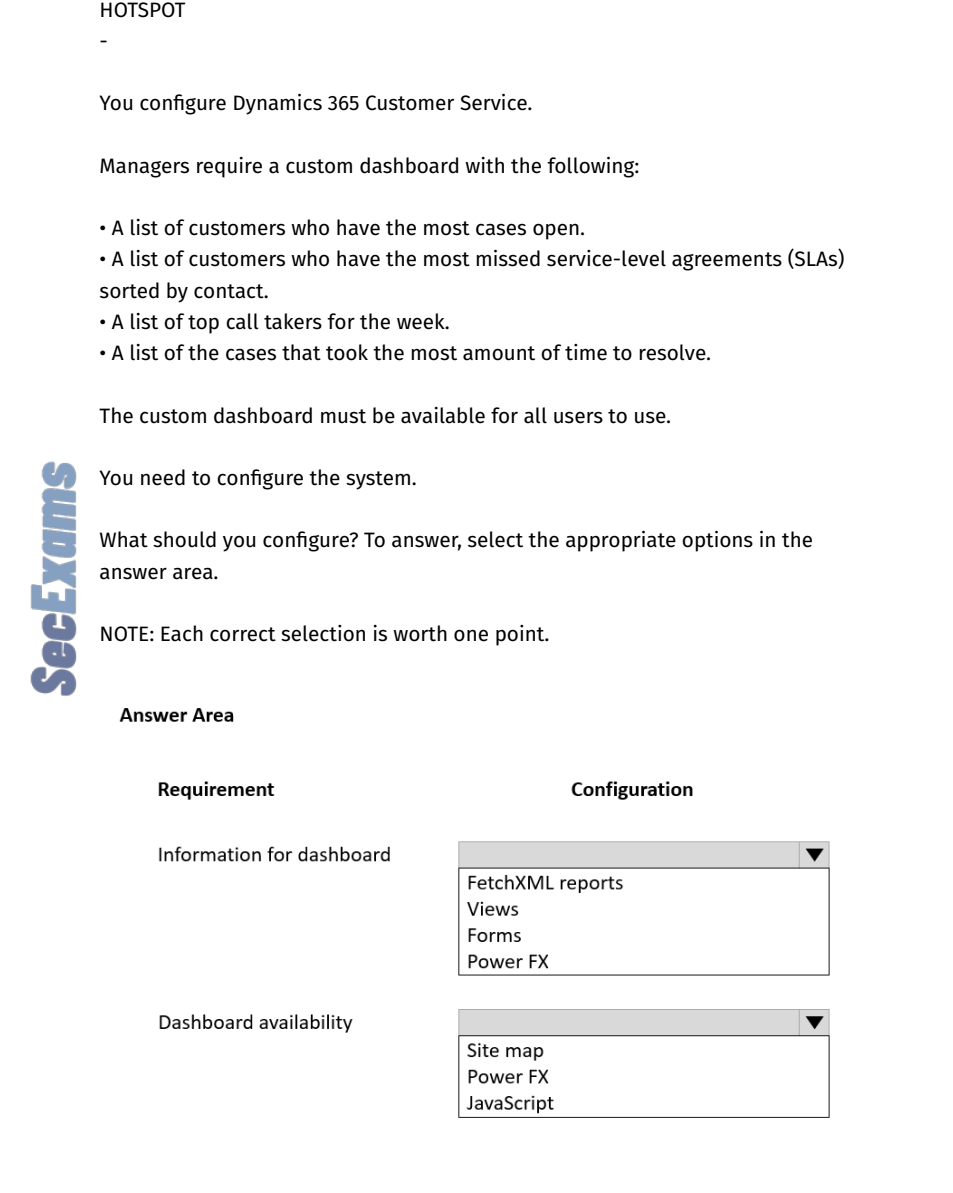 HOTSPOT
-
You configure Dynamics 365 Customer Service.
Managers require a custom dashboard with the following:
• A list of customers who have the most cases open.
• A list of customers who have the most missed service-level agreements (SLAs)
sorted by contact.
• A list of top call takers for the week.
• A list of the cases that took the most amount of time to resolve.
The custom dashboard must be available for all users to use.
You need to configure the system.
What should you configure? To answer, select the appropriate options in the
answer area.
NOTE: Each correct selection is worth one point.
SecExams
Answer Area
Requirement Configuration
Information for dashboard
FetchXML reports
Views
Forms
Power FX
Dashboard availability
Site map
Power FX
JavaScript